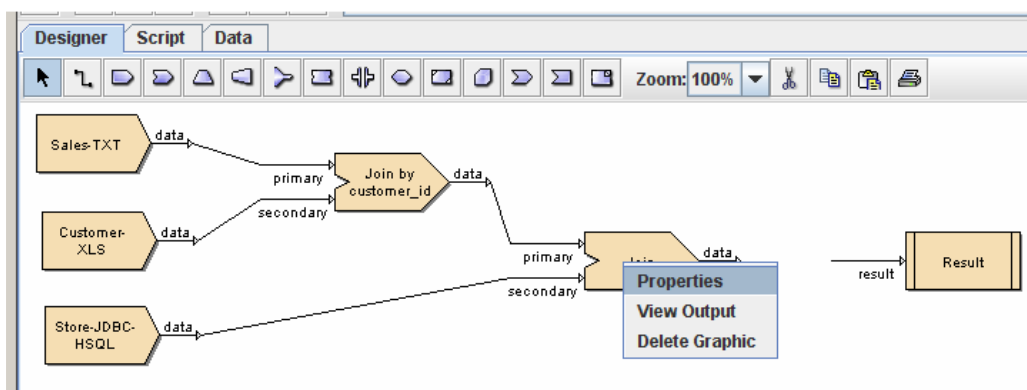 Designer Script Data
Zoom: 100%
Sales-TXT
data
primary
Join by
customer_id
data
secondary
Customer-
XLS
data
primary
Join
data
secondary
result
Result
Properties
View Output
Delete Graphic
Store-JDBC-
HSQL
data